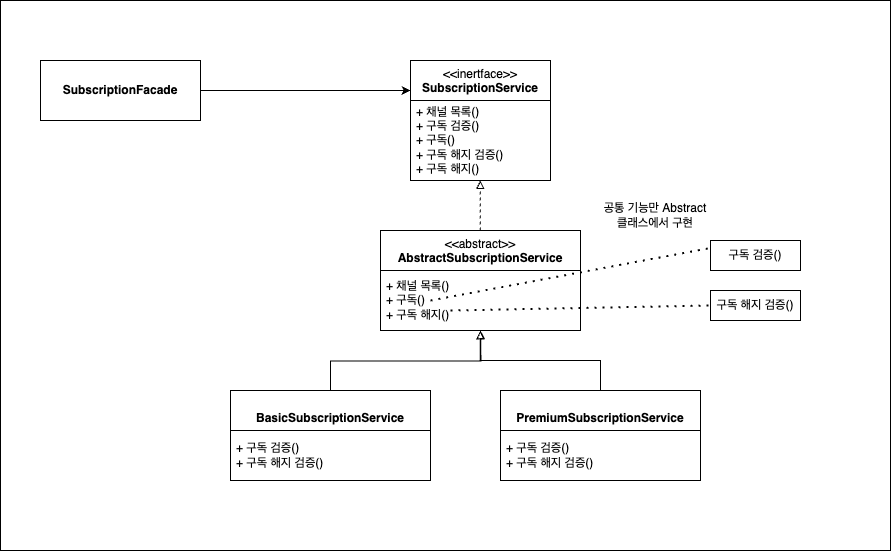 SubscriptionFacade
<<inertface>>
SubscriptionService
+ 채널 목록()
+ 구독 검증()
+ 구독()
+ 구독 해지 검증()
+ 구독 해지()
공통 기능만 Abstract
클래스에서 구현
<<abstract>>
AbstractSubscriptionService
+ 채널 목록()
+ 구독()
+ 구독 해지()
구독 검증()
구독 해지 검증()
BasicSubscriptionService
+ 구독 검증()
+ 구독 해지 검증()
PremiumSubscriptionService
+ 구독 검증()
+ 구독 해지 검증()